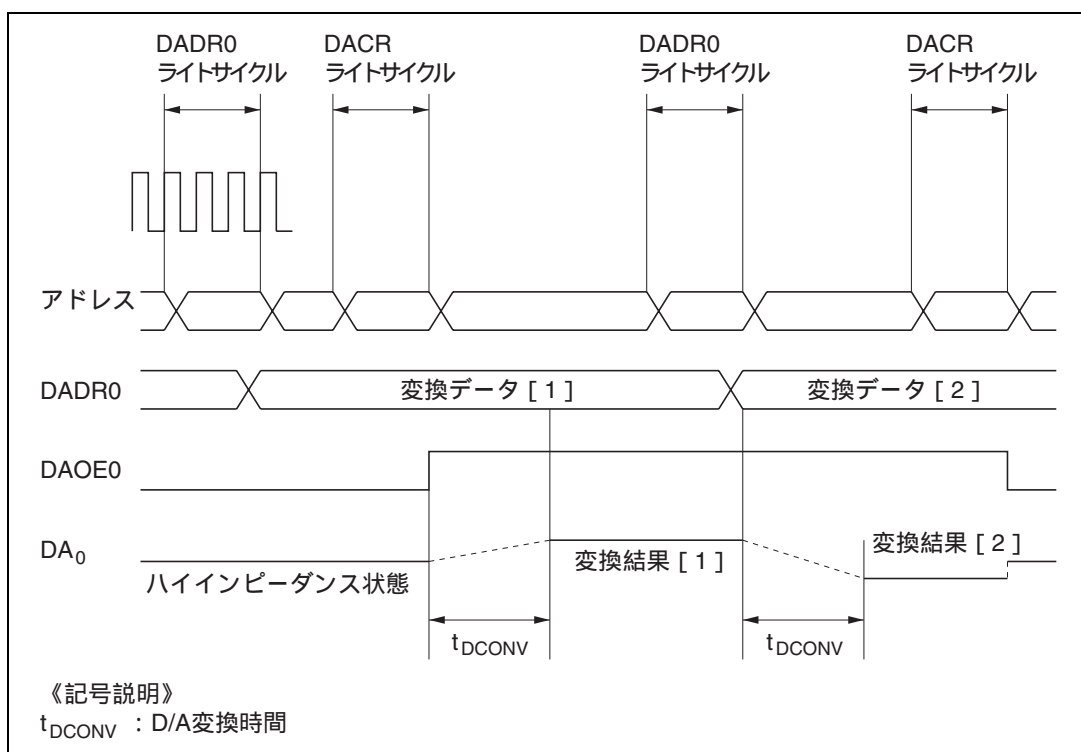 DADR0
ライトサイクル
DACR
ライトサイクル
DADR0
ライトサイクル
DACR
ライトサイクル
アドレス
DADR0
変換データ [ 1 ]
変換データ [ 2 ]
DAOE0
DA0
ハイインピーダンス状態
変換結果 [ 1 ]
変換結果 [ 2 ]
tDCONV
tDCONV
《記号説明》
tDCONV : D/A変換時間